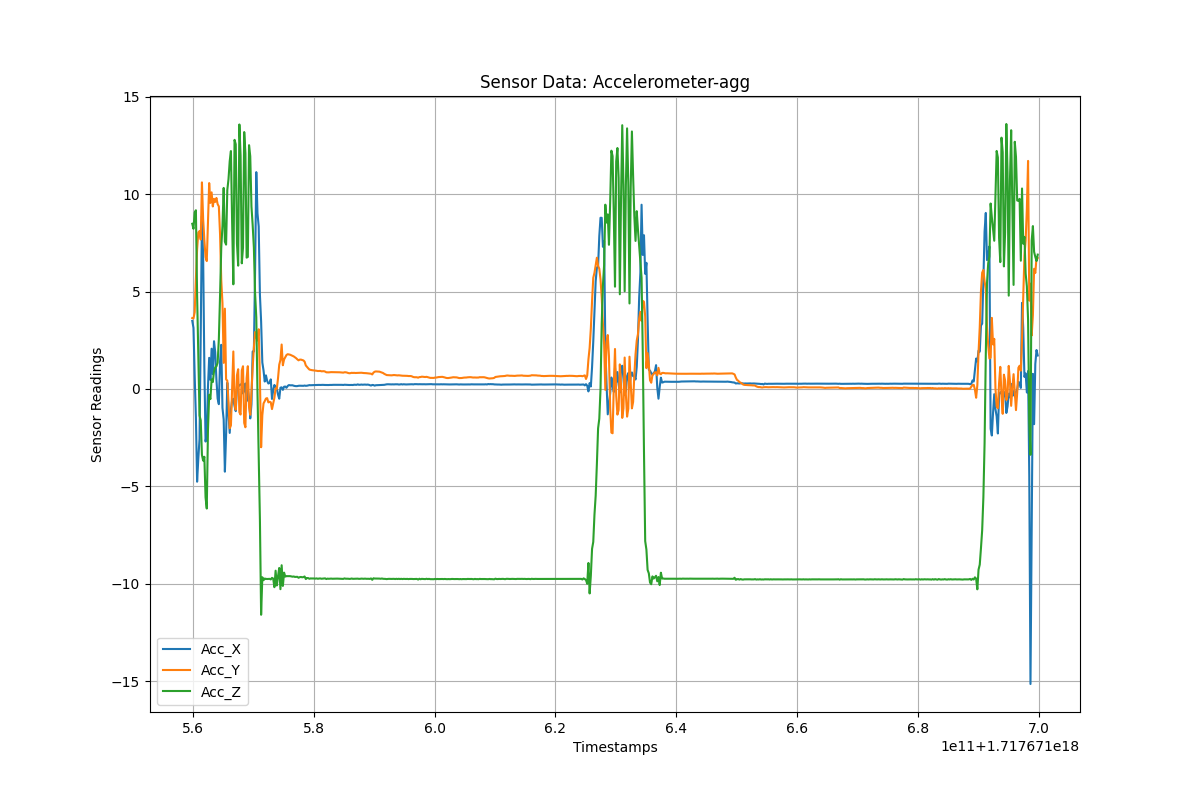 Sensor Data: Accelerometer-agg
15
10
5
0
−5
−10
−15
Sensor Readings
Acc_X
Acc_Y
Acc_Z
5.6 5.8 6.0 6.2 6.4 6.6 6.8 7.0
Timestamps
1e11+1.717671e18